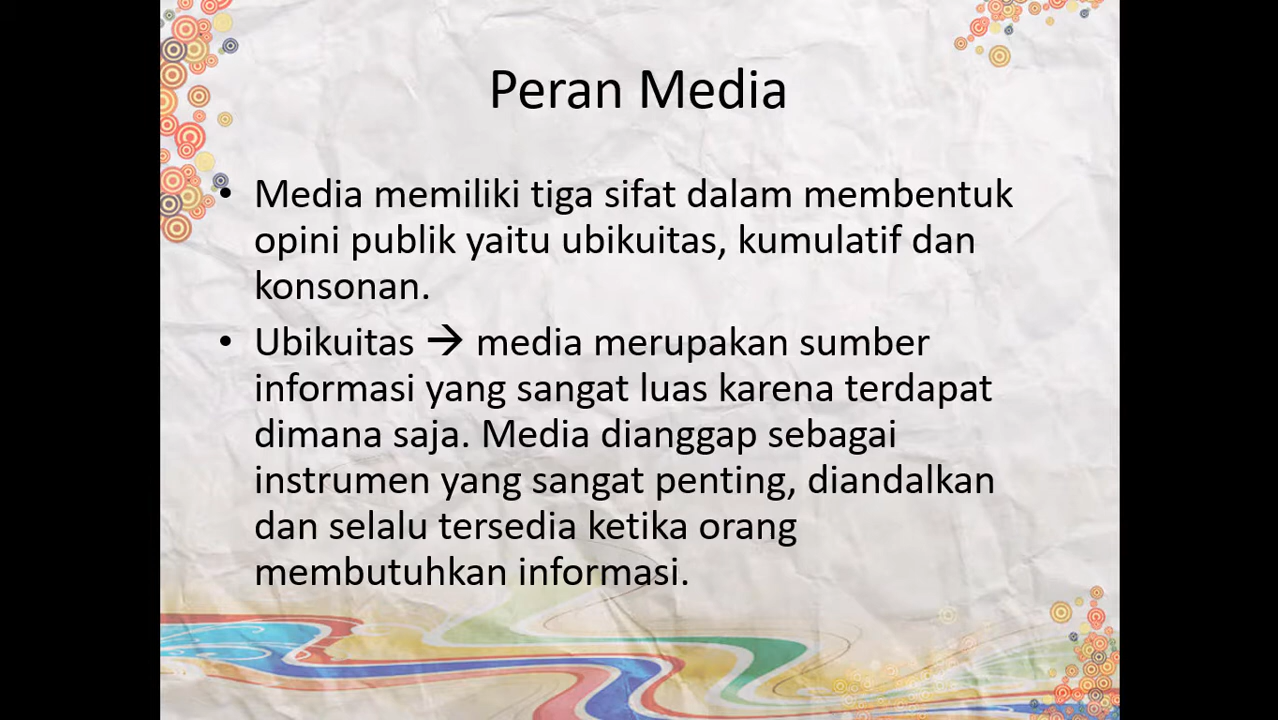 Peran Media
• Media memiliki tiga sifat dalam membentuk
opini publik yaitu ubikuitas, kumulatif dan
konsonan.
• Ubikuitas → media merupakan sumber
informasi yang sangat luas karena terdapat
dimana saja. Media dianggap sebagai
instrumen yang sangat penting, diandalkan
dan selalu tersedia ketika orang
membutuhkan informasi.